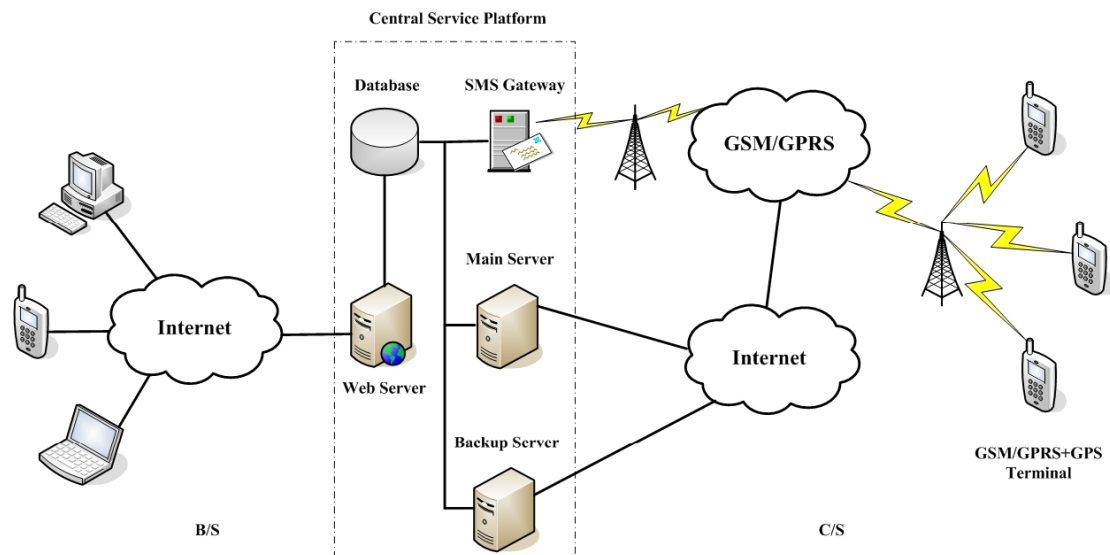 Central Service Platform
Database
SMS Gateway
GSM/GPRS
Main Server
Internet
Internet
Web Server
Backup Server
GSM/GPRS+GPS
Terminal
B/S
C/S